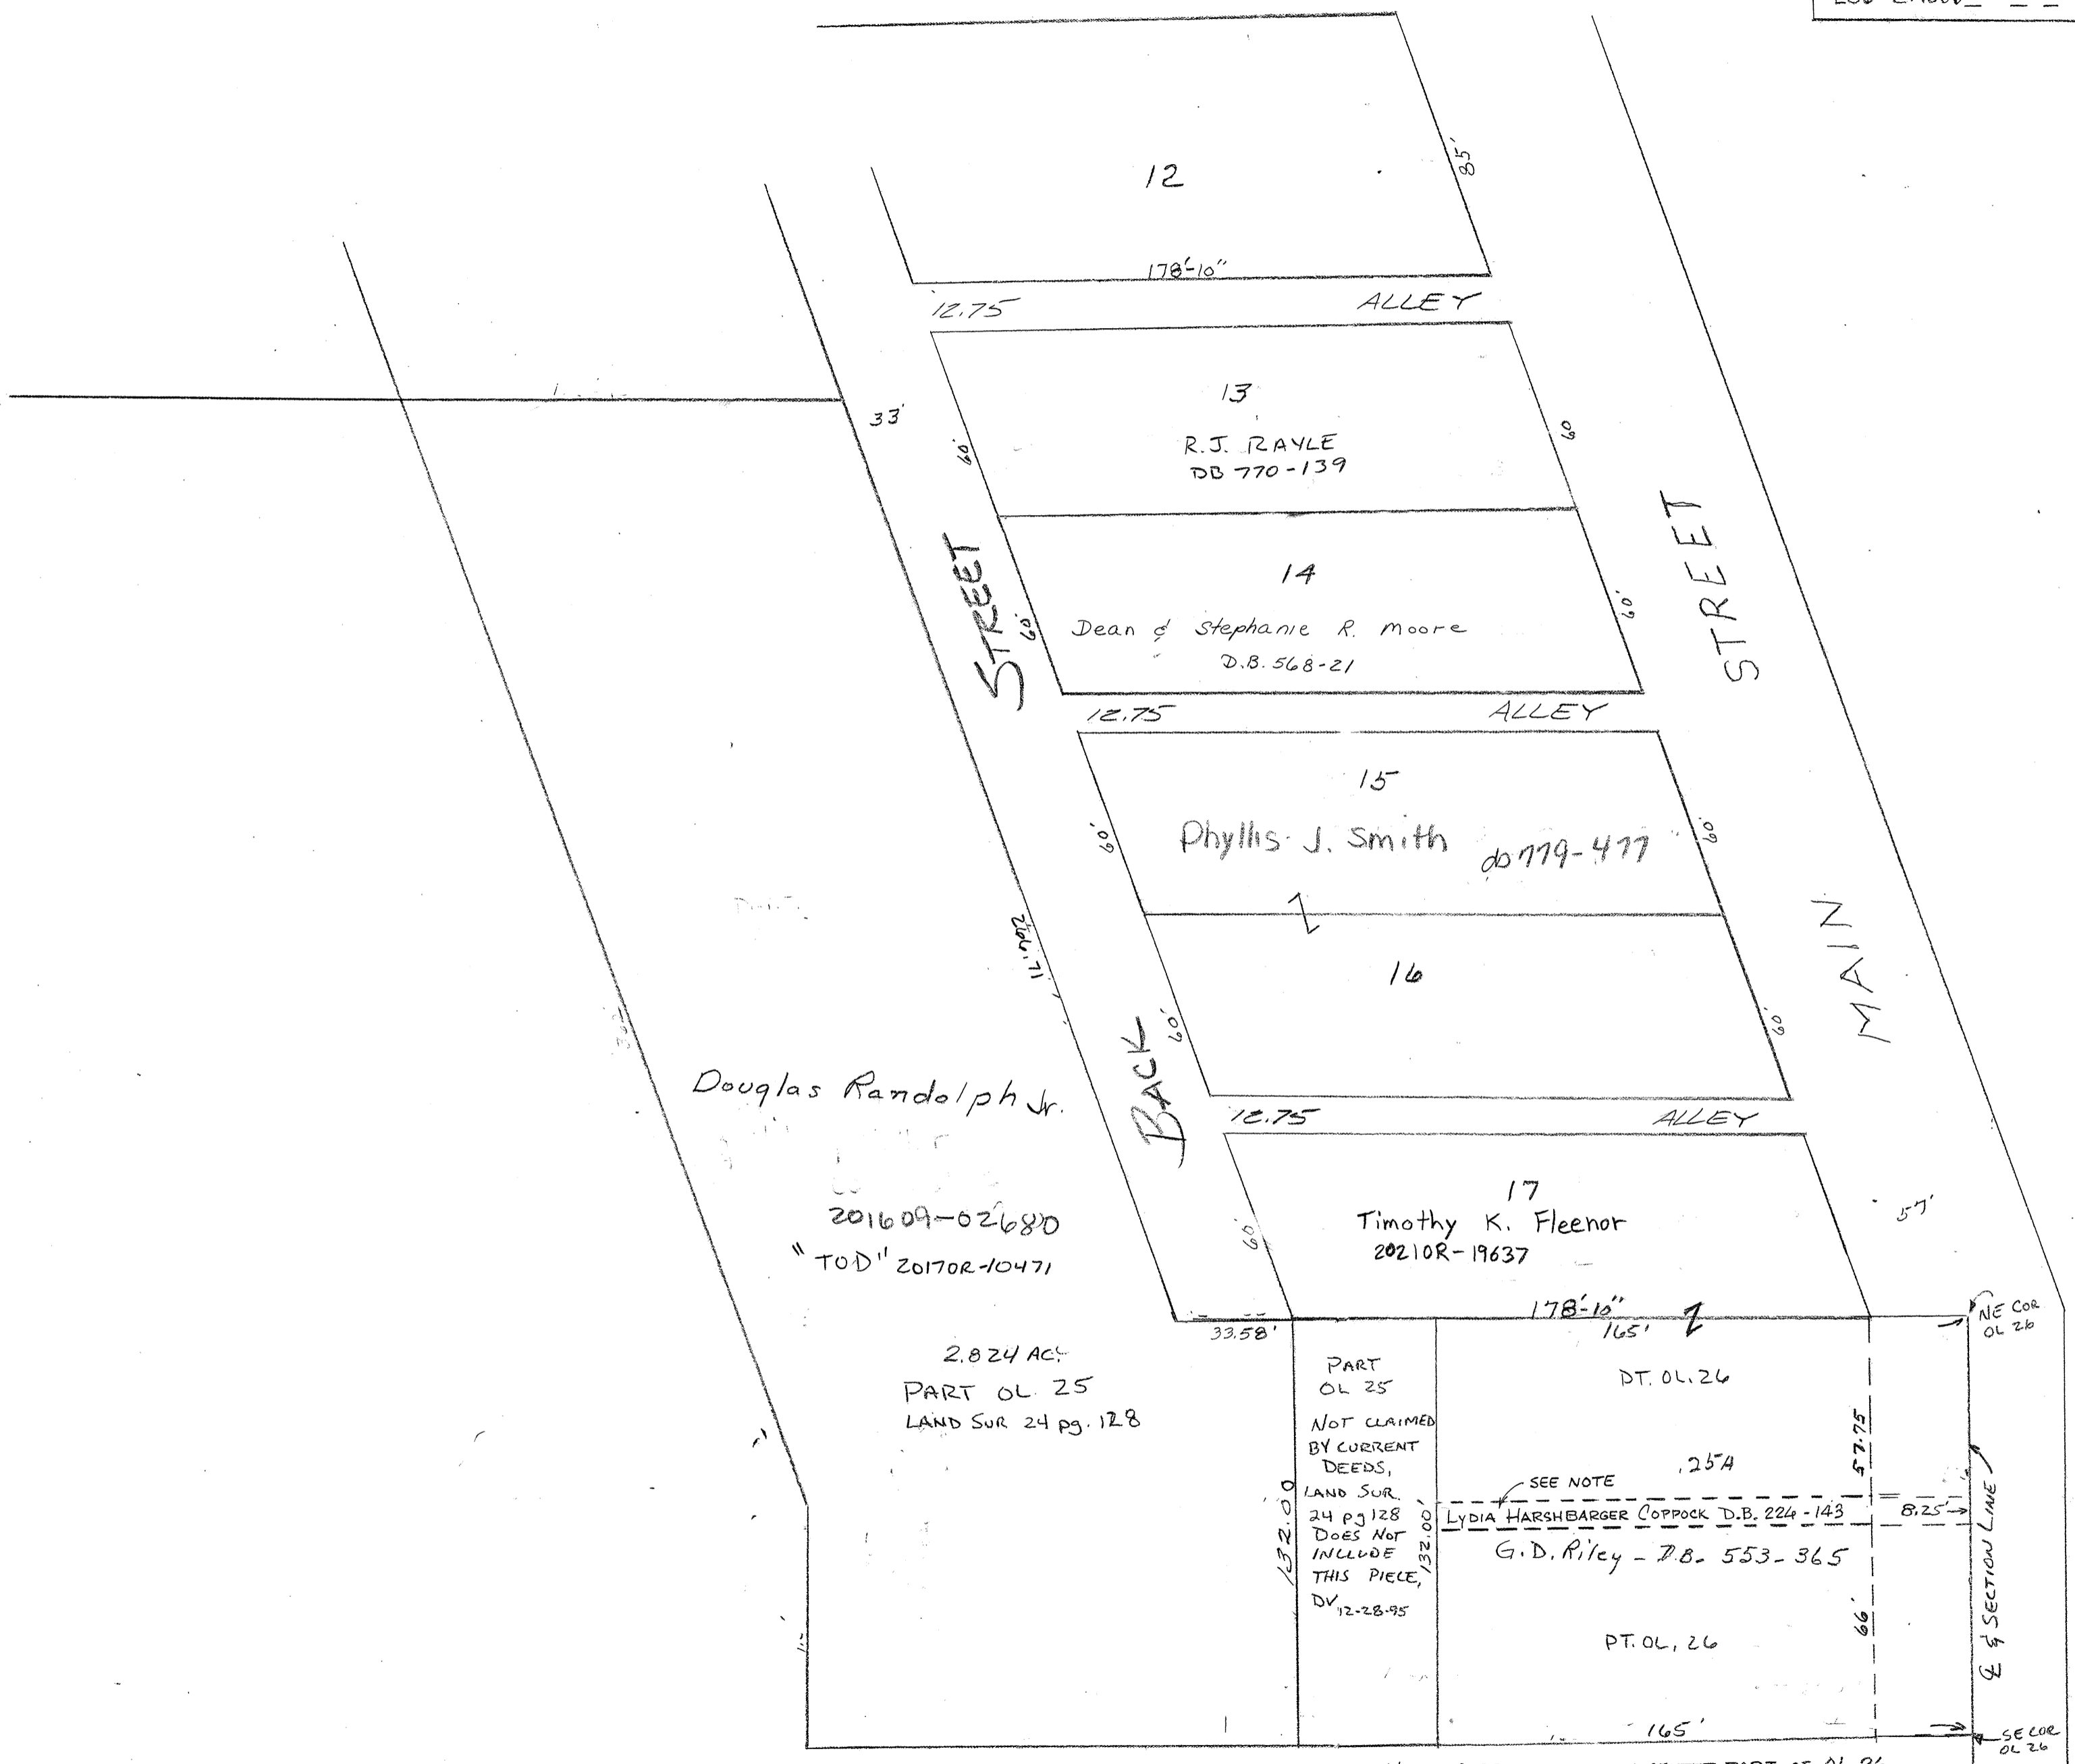 12
85'
178'-10"
12.75
ALLEY
33'
13
R.J. RAYLE
DB 770-139
60'
60
14
Dean & Stephanie R. Moore
D.B. 568-21
60'
60'
STREET
STREET
12.75
ALLEY
15
Phyllis J. Smith db 779-477
60'
60'
MAIN
16
60'
60'
BACK
12.75
ALLEY
Douglas Randolph Jr.
201609-02680
"TOD" 2017OR-10471
17
Timothy K. Fleenor
2021OR-19637
60'
57'
178'-10"
33.58'
165'
NE COR
OL 26
2.824 AC.
PART OL. 25
LAND SUR 24 pg. 128
PART
OL 25
NOT CLAIMED
BY CURRENT
DEEDS,
LAND SUR.
24 pg 128
DOES NOT
INCLUDE
THIS PIECE,
DV 12-28-95
132.00
132.00'
PT. OL. 26
.25A
57.75
SEE NOTE
LYDIA HARSHBARGER COPPOCK D.B. 224-143
8.25'
G.D. Riley - D.B. 553-365
66'
PT. OL, 26
℄ & SECTION LINE
165'
SE COR
OL 26